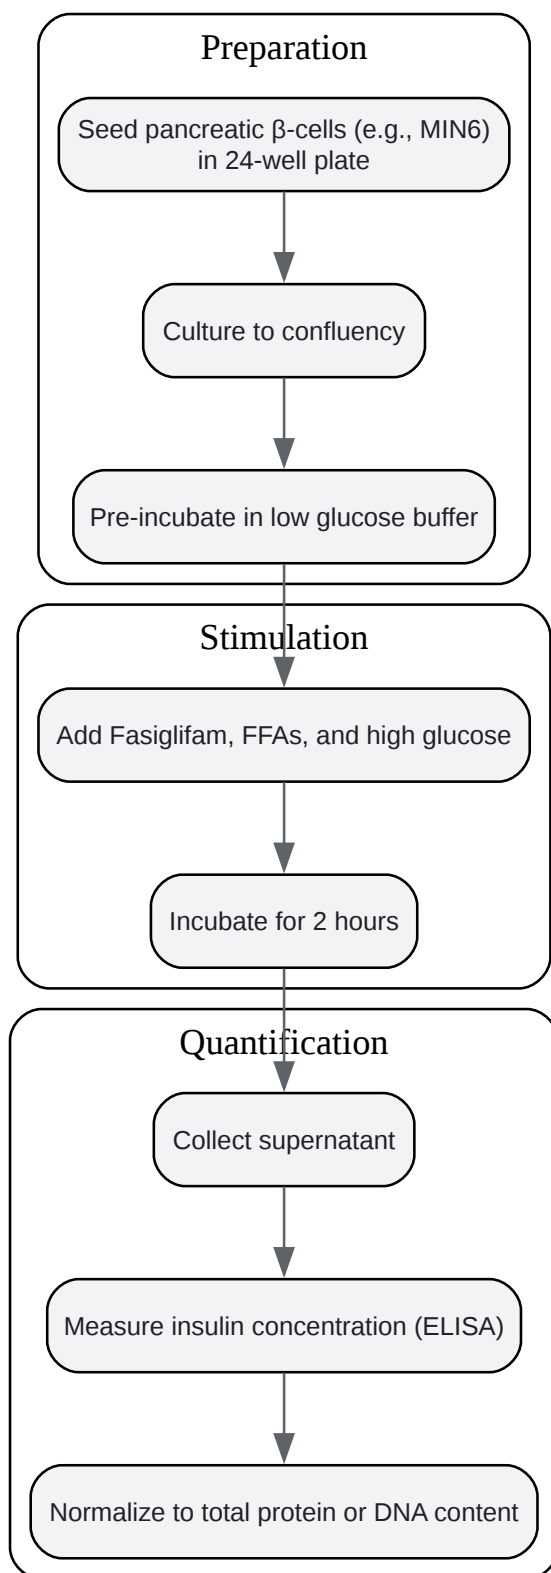 Preparation
Seed pancreatic β-cells (e.g., MIN6)
in 24-well plate
Culture to confluency
Pre-incubate in low glucose buffer
Stimulation
Add Fasiglifam, FFAs, and high glucose
Incubate for 2 hours
Quantification
Collect supernatant
Measure insulin concentration (ELISA)
Normalize to total protein or DNA content